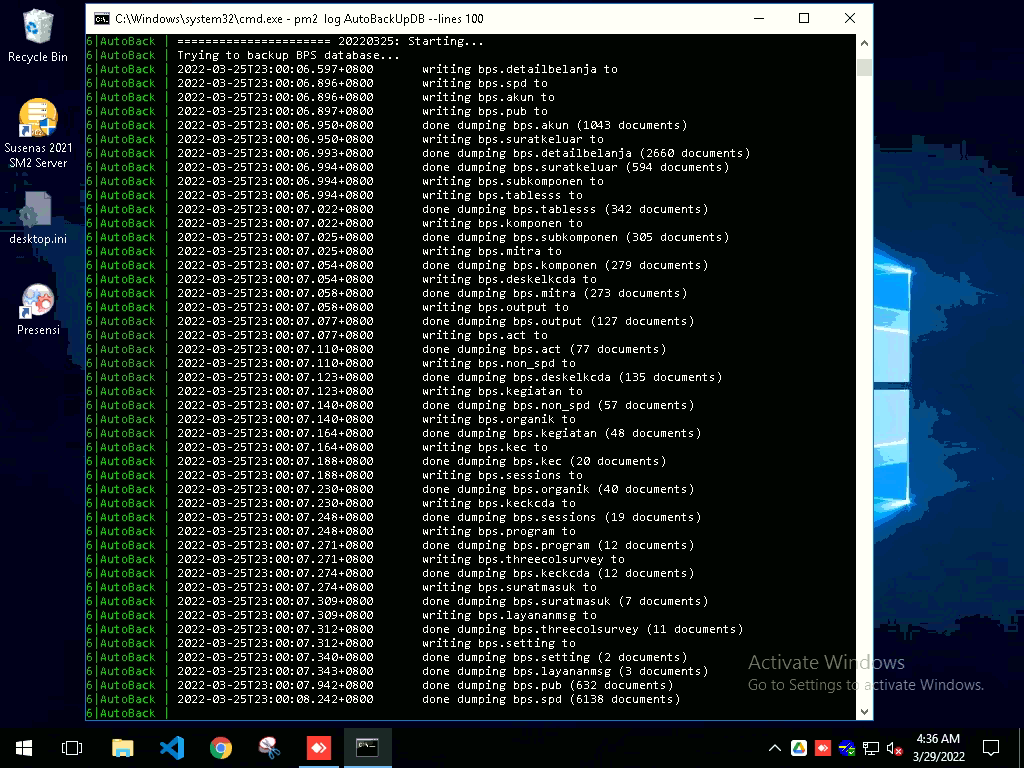 C:\Windows\system32\cmd.exe - pm2  log AutoBackUpDB --lines 100
Recycle Bin
Susenas 2021
SM2 Server
desktop.ini
Presensi
6|AutoBack | ====================== 20220325: Starting...
6|AutoBack | Trying to backup BPS database...
6|AutoBack | 2022-03-25T23:00:06.597+0800 writing bps.detailbelanja to
6|AutoBack | 2022-03-25T23:00:06.896+0800 writing bps.spd to
6|AutoBack | 2022-03-25T23:00:06.896+0800 writing bps.akun to
6|AutoBack | 2022-03-25T23:00:06.897+0800 writing bps.pub to
6|AutoBack | 2022-03-25T23:00:06.950+0800 done dumping bps.akun (1043 documents)
6|AutoBack | 2022-03-25T23:00:06.950+0800 writing bps.suratkeluar to
6|AutoBack | 2022-03-25T23:00:06.993+0800 done dumping bps.detailbelanja (2660 documents)
6|AutoBack | 2022-03-25T23:00:06.994+0800 done dumping bps.suratkeluar (594 documents)
6|AutoBack | 2022-03-25T23:00:06.994+0800 writing bps.subkomponen to
6|AutoBack | 2022-03-25T23:00:06.994+0800 writing bps.tablesss to
6|AutoBack | 2022-03-25T23:00:07.022+0800 done dumping bps.tablesss (342 documents)
6|AutoBack | 2022-03-25T23:00:07.022+0800 writing bps.komponen to
6|AutoBack | 2022-03-25T23:00:07.025+0800 done dumping bps.subkomponen (305 documents)
6|AutoBack | 2022-03-25T23:00:07.025+0800 writing bps.mitra to
6|AutoBack | 2022-03-25T23:00:07.054+0800 done dumping bps.komponen (279 documents)
6|AutoBack | 2022-03-25T23:00:07.054+0800 writing bps.deskelkcda to
6|AutoBack | 2022-03-25T23:00:07.058+0800 done dumping bps.mitra (273 documents)
6|AutoBack | 2022-03-25T23:00:07.058+0800 writing bps.output to
6|AutoBack | 2022-03-25T23:00:07.077+0800 done dumping bps.output (127 documents)
6|AutoBack | 2022-03-25T23:00:07.077+0800 writing bps.act to
6|AutoBack | 2022-03-25T23:00:07.110+0800 done dumping bps.act (77 documents)
6|AutoBack | 2022-03-25T23:00:07.110+0800 writing bps.non_spd to
6|AutoBack | 2022-03-25T23:00:07.123+0800 done dumping bps.deskelkcda (135 documents)
6|AutoBack | 2022-03-25T23:00:07.123+0800 writing bps.kegiatan to
6|AutoBack | 2022-03-25T23:00:07.140+0800 done dumping bps.non_spd (57 documents)
6|AutoBack | 2022-03-25T23:00:07.140+0800 writing bps.organik to
6|AutoBack | 2022-03-25T23:00:07.164+0800 done dumping bps.kegiatan (48 documents)
6|AutoBack | 2022-03-25T23:00:07.164+0800 writing bps.kec to
6|AutoBack | 2022-03-25T23:00:07.188+0800 done dumping bps.kec (20 documents)
6|AutoBack | 2022-03-25T23:00:07.188+0800 writing bps.sessions to
6|AutoBack | 2022-03-25T23:00:07.230+0800 done dumping bps.organik (40 documents)
6|AutoBack | 2022-03-25T23:00:07.230+0800 writing bps.keckcda to
6|AutoBack | 2022-03-25T23:00:07.248+0800 done dumping bps.sessions (19 documents)
6|AutoBack | 2022-03-25T23:00:07.248+0800 writing bps.program to
6|AutoBack | 2022-03-25T23:00:07.271+0800 done dumping bps.program (12 documents)
6|AutoBack | 2022-03-25T23:00:07.271+0800 writing bps.threecolsurvey to
6|AutoBack | 2022-03-25T23:00:07.274+0800 done dumping bps.keckcda (12 documents)
6|AutoBack | 2022-03-25T23:00:07.274+0800 writing bps.suratmasuk to
6|AutoBack | 2022-03-25T23:00:07.309+0800 done dumping bps.suratmasuk (7 documents)
6|AutoBack | 2022-03-25T23:00:07.309+0800 writing bps.layananmsg to
6|AutoBack | 2022-03-25T23:00:07.312+0800 done dumping bps.threecolsurvey (11 documents)
6|AutoBack | 2022-03-25T23:00:07.312+0800 writing bps.setting to
6|AutoBack | 2022-03-25T23:00:07.340+0800 done dumping bps.setting (2 documents)
6|AutoBack | 2022-03-25T23:00:07.343+0800 done dumping bps.layananmsg (3 documents)
6|AutoBack | 2022-03-25T23:00:07.942+0800 done dumping bps.pub (632 documents)
6|AutoBack | 2022-03-25T23:00:08.242+0800 done dumping bps.spd (6138 documents)
6|AutoBack |
Activate Windows
Go to Settings to activate Windows.
4:36 AM
3/29/2022